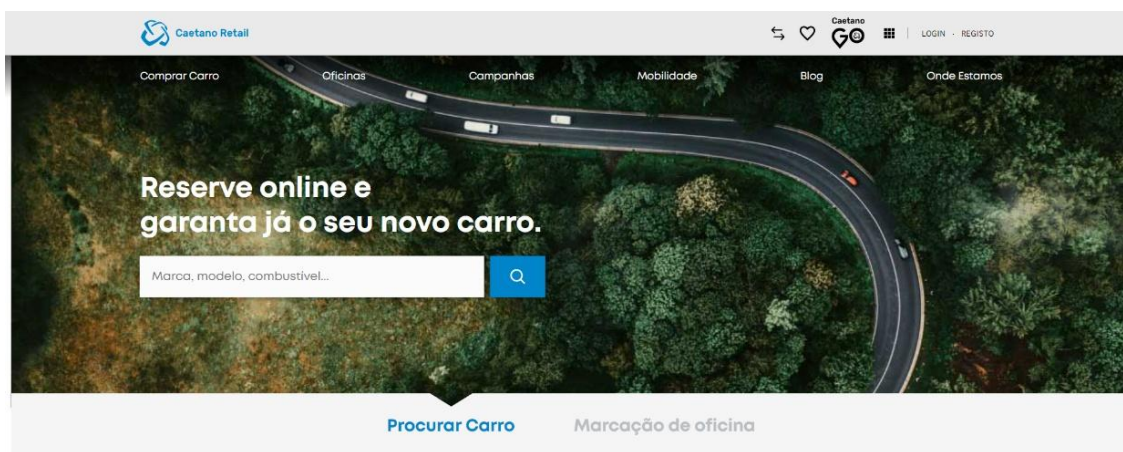 Caetano Retail
Caetano
GO
LOGIN · REGISTO
Comprar Carro
Oficinas
Campanhas
Mobilidade
Blog
Onde Estamos
Reserve online e
garanta já o seu novo carro.
Marca, modelo, combustível...
Procurar Carro
Marcação de oficina